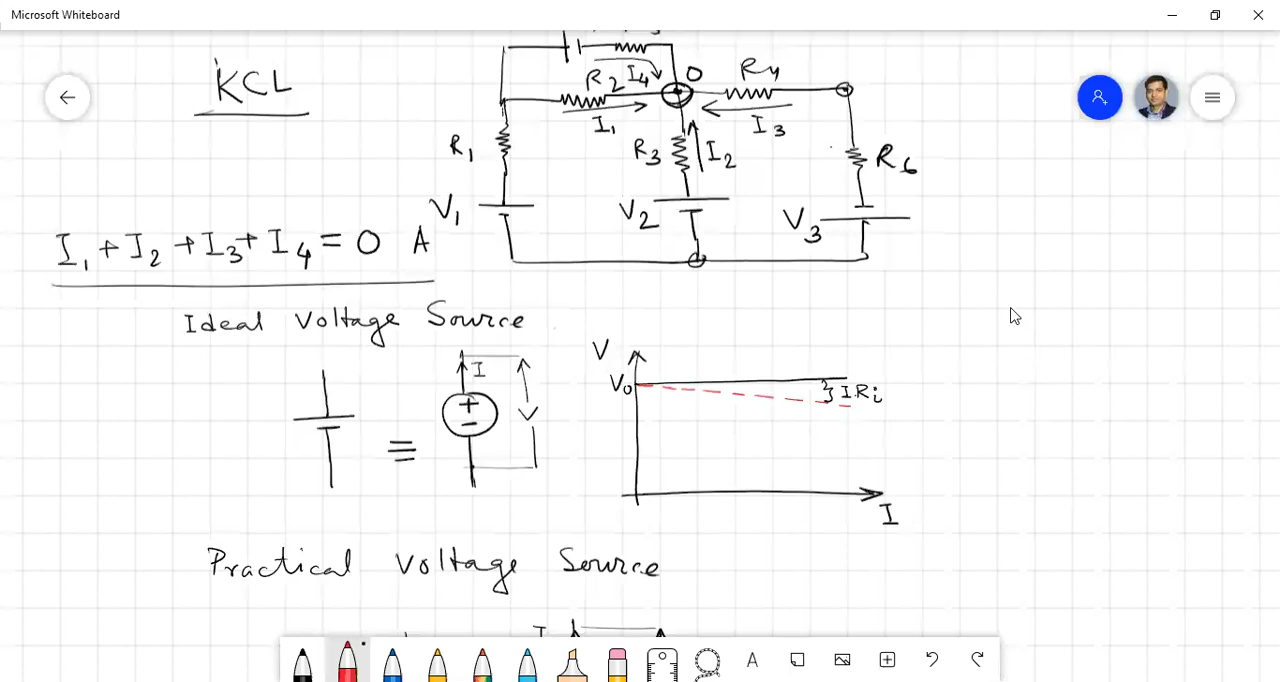 Microsoft Whiteboard
KCL
R2 I4 O R4
I1 I3
R1 R3 I2 R6
V1 V2 V3
I1 + I2 + I3 + I4 = 0 A
Ideal Voltage Source
I V
V0 I.Ri
+
-
V
≡
I
Practical Voltage Source
I
A